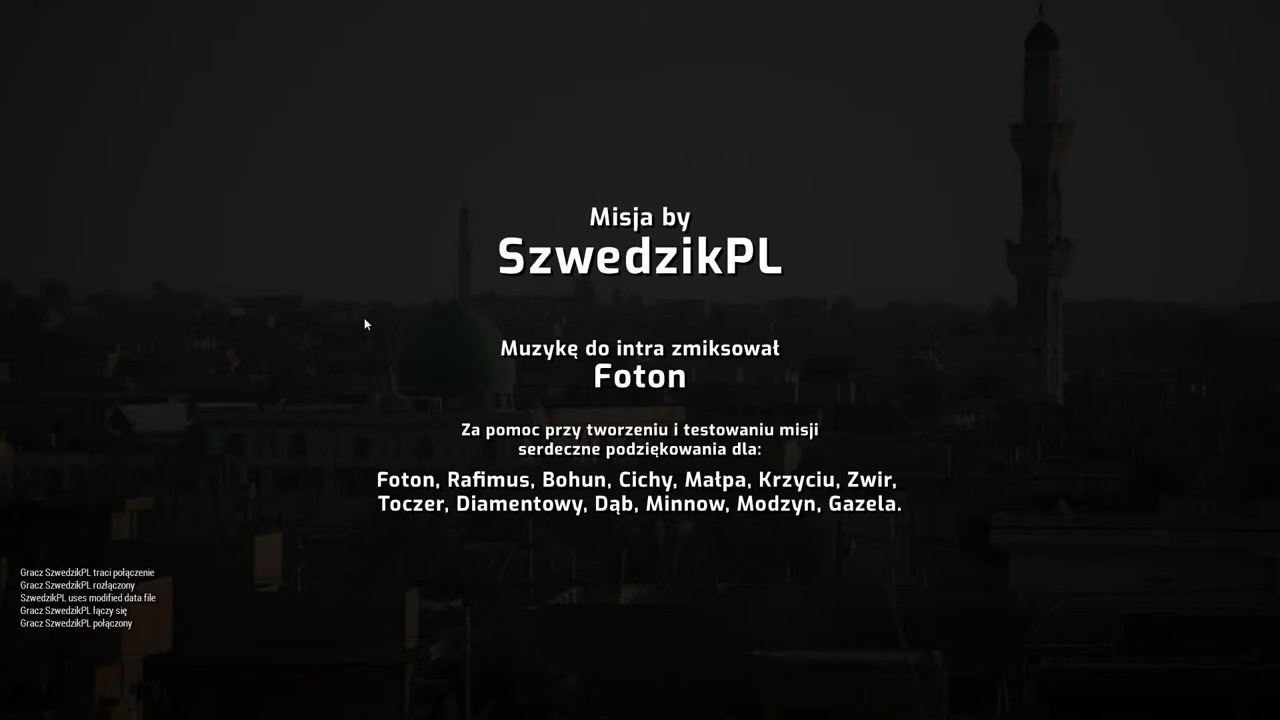 Misja by
SzwedzikPL
Muzykę do intra zmiksował
Foton
Za pomoc przy tworzeniu i testowaniu misji
serdeczne podziękowania dla:
Foton, Rafimus, Bohun, Cichy, Małpa, Krzyciu, Zwir,
Toczer, Diamentowy, Dąb, Minnow, Modzyn, Gazela.
Gracz SzwedzikPL traci połączenie
Gracz SzwedzikPL rozłączony
SzwedzikPL uses modified data file
Gracz SzwedzikPL łączy się
Gracz SzwedzikPL połączony